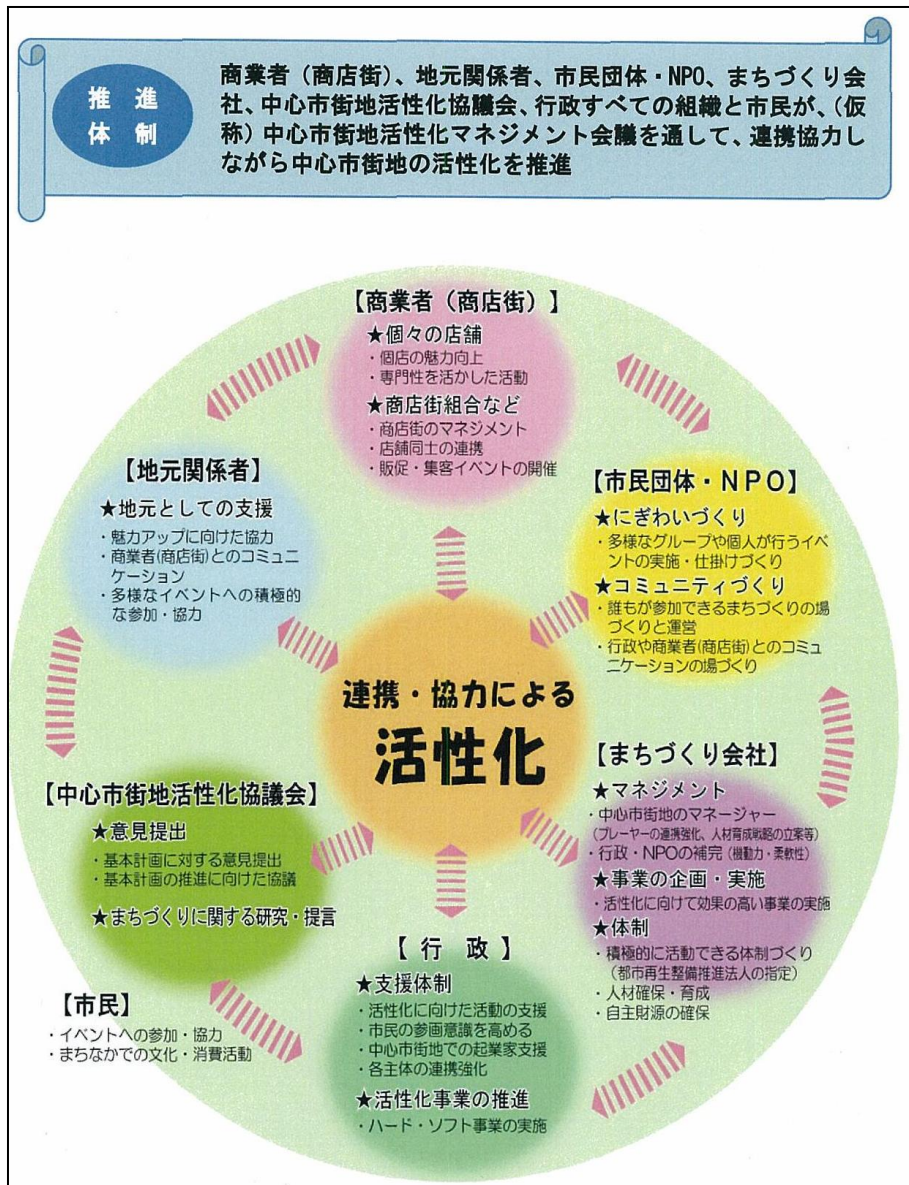 推進
体制
商業者（商店街）、地元関係者、市民団体・NPO、まちづくり会
社、中心市街地活性化協議会、行政すべての組織と市民が、（仮
称）中心市街地活性化マネジメント会議を通して、連携協力し
ながら中心市街地の活性化を推進
【商業者（商店街）】
★個々の店舗
・個店の魅力向上
・専門性を活かした活動
★商店街組合など
・商店街のマネジメント
・店舗同士の連携
・販促・集客イベントの開催
【地元関係者】
★地元としての支援
・魅力アップに向けた協力
・商業者(商店街)とのコミュニ
ケーション
・多様なイベントへの積極的
な参加・協力
【市民団体・ＮＰＯ】
★にぎわいづくり
・多様なグループや個人が行うイベ
ントの実施・仕掛けづくり
★コミュニティづくり
・誰もが参加できるまちづくりの場
づくりと運営
・行政や商業者(商店街)とのコミュ
ニケーションの場づくり
連携・協力による
活性化
【中心市街地活性化協議会】
★意見提出
・基本計画に対する意見提出
・基本計画の推進に向けた協議
★まちづくりに関する研究・提言
【まちづくり会社】
★マネジメント
・中心市街地のマネージャー
（プレーヤーの連携強化、人材育成戦略の立案等）
・行政・NPOの補完（機動力・柔軟性）
★事業の企画・実施
・活性化に向けて効果の高い事業の実施
★体制
・積極的に活動できる体制づくり
（都市再生整備推進法人の指定）
・人材確保・育成
・自主財源の確保
【行政】
★支援体制
・活性化に向けた活動の支援
・市民の参画意識を高める
・中心市街地での起業家支援
・各主体の連携強化
★活性化事業の推進
・ハード・ソフト事業の実施
【市民】
・イベントへの参加・協力
・まちなかでの文化・消費活動